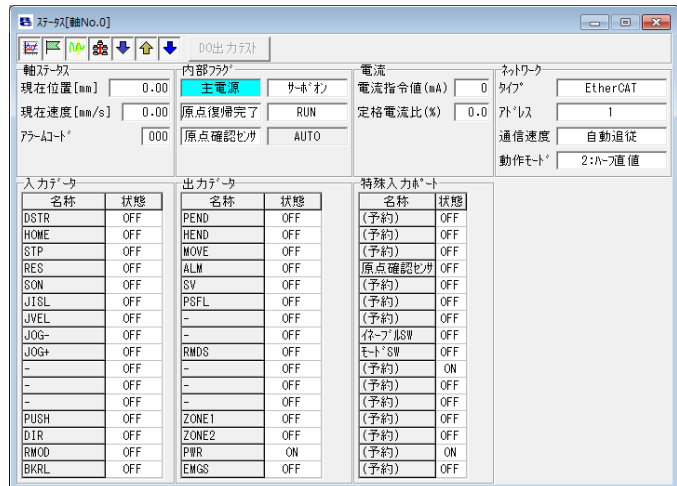 ｽﾃｰﾀｽ[軸No.0]
DO出力ﾃｽﾄ
軸ｽﾃｰﾀｽ
現在位置[mm] 0.00
現在速度[mm/s] 0.00
ｱﾗｰﾑｺｰﾄﾞ 000
内部ﾌﾗｸﾞ
主電源 ｻｰﾎﾞｵﾝ
原点復帰完了 RUN
原点確認ｾﾝｻ AUTO
電流
電流指令値(mA) 0
定格電流比(%) 0.0
ﾈｯﾄﾜｰｸ
ﾀｲﾌﾟ EtherCAT
ｱﾄﾞﾚｽ 1
通信速度 自動追従
動作ﾓｰﾄﾞ 2:ﾊｰﾌ直値
入力ﾃﾞｰﾀ
名称 状態
DSTR OFF
HOME OFF
STP OFF
RES OFF
SON OFF
JISL OFF
JVEL OFF
JOG- OFF
JOG+ OFF
- OFF
- OFF
- OFF
PUSH OFF
DIR OFF
RMOD OFF
BKRL OFF
出力ﾃﾞｰﾀ
名称 状態
PEND OFF
HEND OFF
MOVE OFF
ALM OFF
SV OFF
PSFL OFF
- OFF
- OFF
RMDS OFF
- OFF
- OFF
- OFF
ZONE1 OFF
ZONE2 OFF
PWR ON
EMGS OFF
特殊入力ﾎﾟｰﾄ
名称 状態
(予約) OFF
(予約) OFF
(予約) OFF
原点確認ｾﾝｻ OFF
(予約) OFF
(予約) OFF
(予約) OFF
ｲﾈｰﾌﾞﾙSW OFF
ﾓｰﾄﾞSW OFF
(予約) ON
(予約) OFF
(予約) OFF
(予約) OFF
(予約) OFF
(予約) ON
(予約) OFF